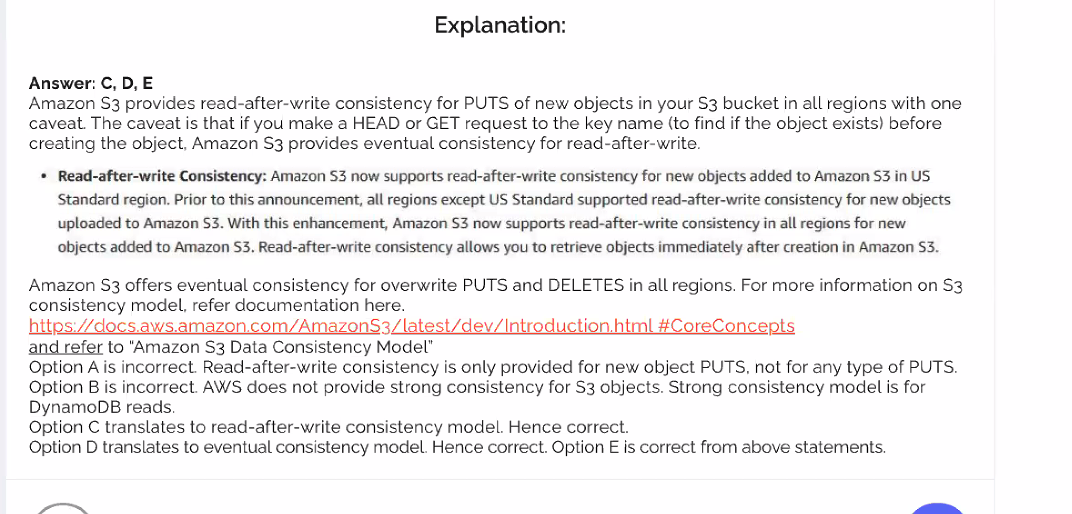 Explanation:
Answer: C, D, E
Amazon S3 provides read-after-write consistency for PUTS of new objects in your S3 bucket in all regions with one
caveat. The caveat is that if you make a HEAD or GET request to the key name (to find if the object exists) before
creating the object, Amazon S3 provides eventual consistency for read-after-write.
• Read-after-write Consistency: Amazon S3 now supports read-after-write consistency for new objects added to Amazon S3 in US
Standard region. Prior to this announcement, all regions except US Standard supported read-after-write consistency for new objects
uploaded to Amazon S3. With this enhancement, Amazon S3 now supports read-after-write consistency in all regions for new
objects added to Amazon S3. Read-after-write consistency allows you to retrieve objects immediately after creation in Amazon S3.
Amazon S3 offers eventual consistency for overwrite PUTS and DELETES in all regions. For more information on S3
consistency model, refer documentation here.
https://docs.aws.amazon.com/AmazonS3/latest/dev/Introduction.html #CoreConcepts
and refer to “Amazon S3 Data Consistency Model”
Option A is incorrect. Read-after-write consistency is only provided for new object PUTS, not for any type of PUTS.
Option B is incorrect. AWS does not provide strong consistency for S3 objects. Strong consistency model is for
DynamoDB reads.
Option C translates to read-after-write consistency model. Hence correct.
Option D translates to eventual consistency model. Hence correct. Option E is correct from above statements.